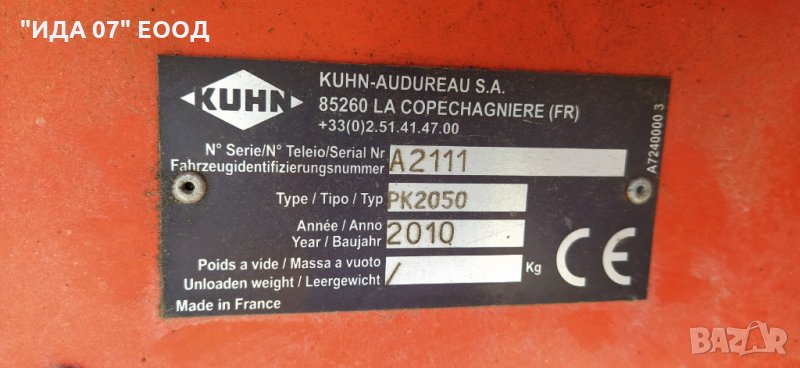 "ИДА 07" ЕООД
KUHN
KUHN-AUDUREAU S.A.
85260 LA COPECHAGNIERE (FR)
+33(0)2.51.41.47.00
N° Serie/N° Teleio/Serial Nr
Fahrzeugidentifizierungsnummer
A2111
Type / Tipo / Typ
PK2050
Année / Anno
Year / Baujahr
2010
Poids a vide / Massa a vuoto
Unloaden weight / Leergewicht
/
Kg
CE
Made in France
A7240000 3
BAZAR